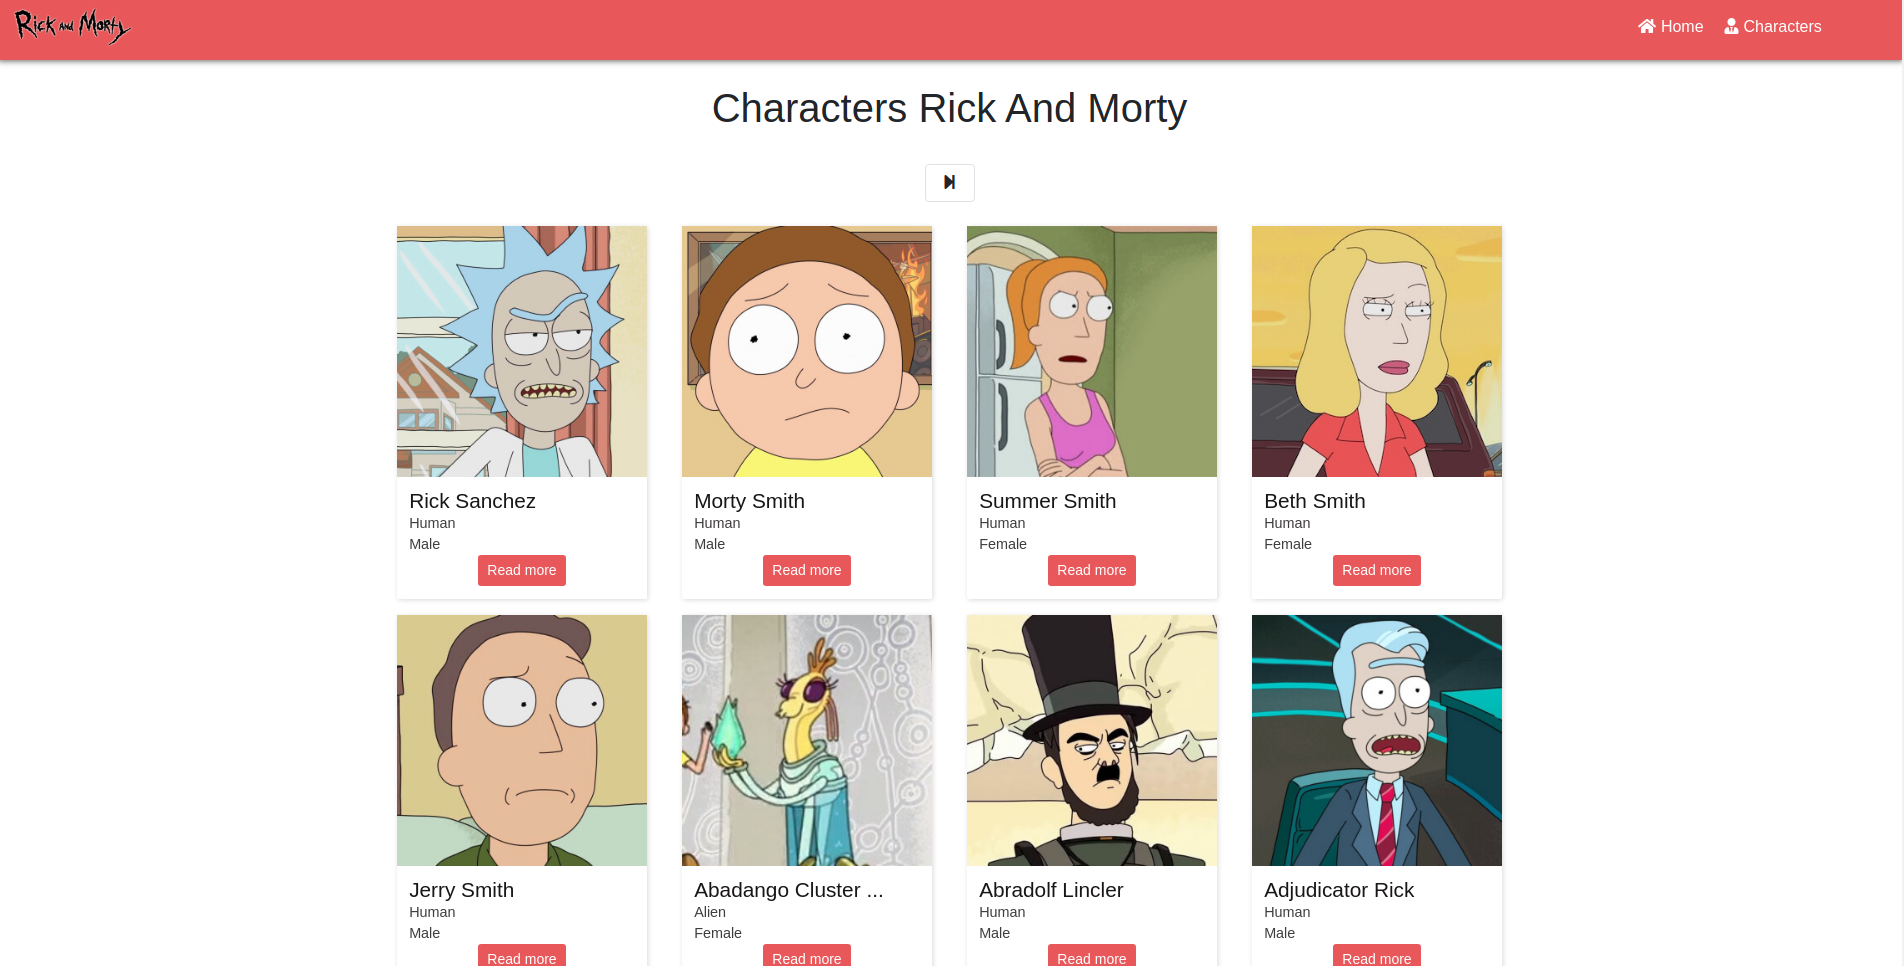 Rick and Morty
Home
Characters
Characters Rick And Morty
Rick Sanchez
Human
Male
Read more
Morty Smith
Human
Male
Read more
Summer Smith
Human
Female
Read more
Beth Smith
Human
Female
Read more
Jerry Smith
Human
Male
Read more
Abadango Cluster ...
Alien
Female
Read more
Abradolf Lincler
Human
Male
Read more
Adjudicator Rick
Human
Male
Read more